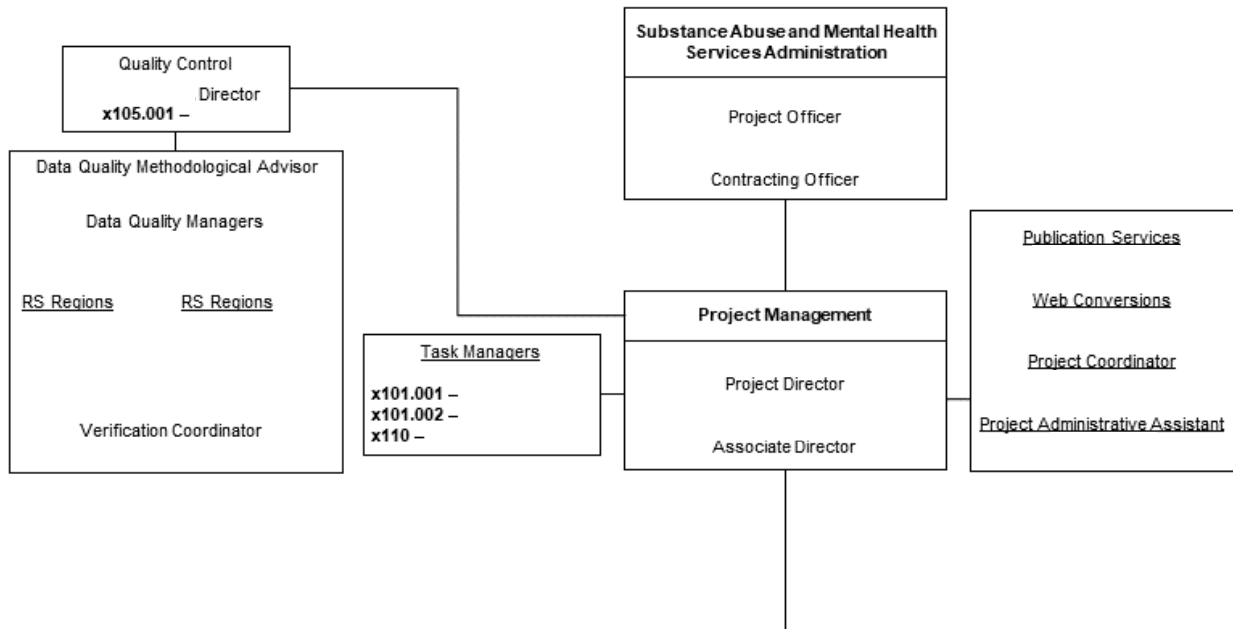 Substance Abuse and Mental Health
Services Administration
Project Officer
Contracting Officer
Quality Control
, Director
x105.001 –
Data Quality Methodological Advisor
Data Quality Managers
RS Regions
RS Regions
Verification Coordinator
Task Managers
x101.001 –
x101.002 –
x110 –
Project Management
Project Director
Associate Director
Publication Services
Web Conversions
Project Coordinator
Project Administrative Assistant